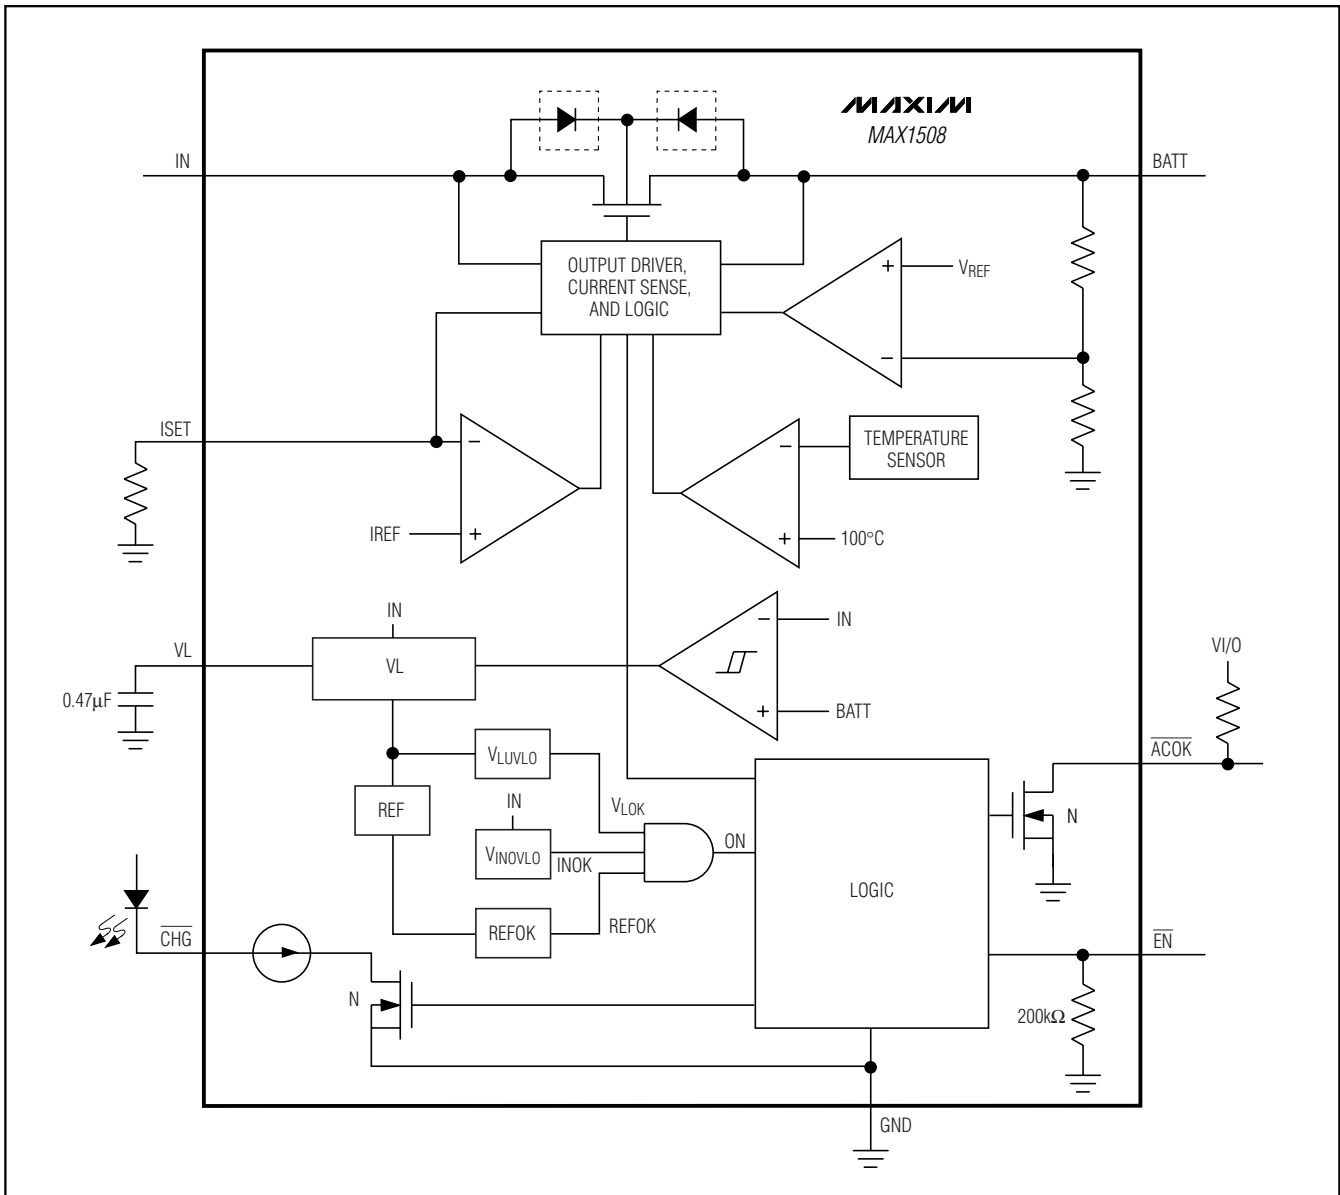 MAXIM
MAX1508
IN
BATT
OUTPUT DRIVER,
CURRENT SENSE,
AND LOGIC
+
VREF
−
ISET
−
IREF
+
−
TEMPERATURE
SENSOR
+
100°C
IN
VL
VL
0.47µF
−
IN
+
BATT
VI/O
ACOK
VLUVLO
REF
VLOK
IN
VINOVLO
INOK
ON
REFOK
REFOK
LOGIC
N
CHG
N
EN
200kΩ
GND